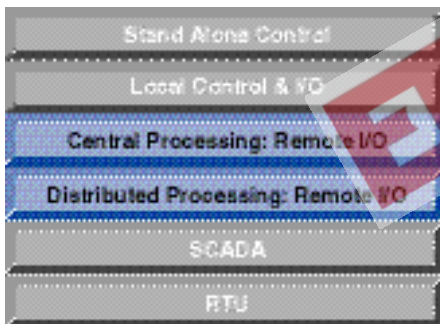 Stand Alone Control
Local Control & I/O
Central Processing: Remote I/O
Distributed Processing: Remote I/O
SCADA
RTU